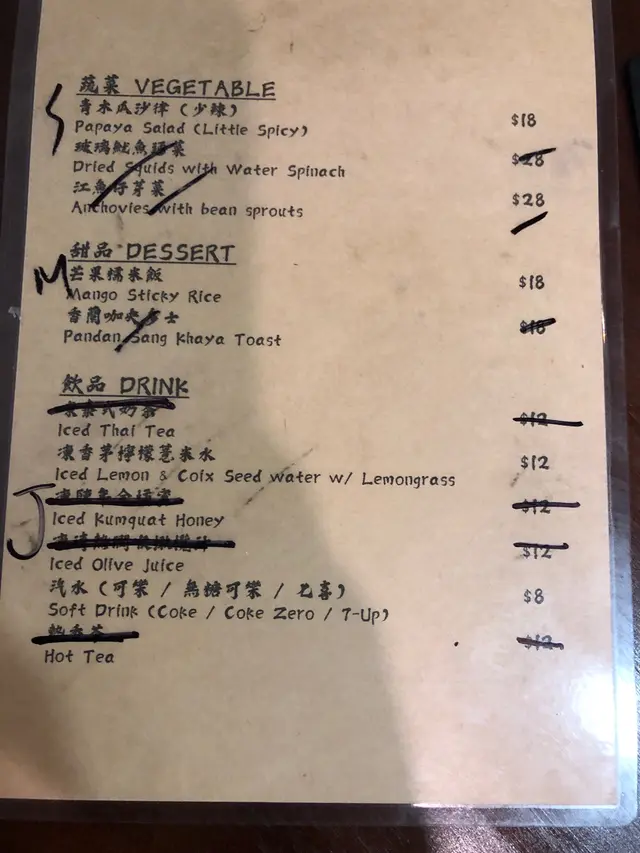 蔬菜 VEGETABLE
青木瓜沙律 (少辣)
Papaya Salad (Little Spicy) $18
玻璃魷魚菜 $28
Dried Squids with Water Spinach
江魚仔芽菜 $28
Anchovies with bean sprouts
甜品 DESSERT
M
芒果糯米飯 $18
Mango Sticky Rice
香蘭咖央多士 $18
Pandan Sang Khaya Toast
飲品 DRINK
$12
Iced Thai Tea
凍香茅檸檬薏米水 $12
Iced Lemon & Coix Seed water w/ Lemongrass
J
$12
Iced Kumquat Honey
$12
Iced Olive Juice
汽水 (可樂 / 無糖可樂 / 七喜) $8
Soft Drink (Coke / Coke Zero / 7-Up)
$12
Hot Tea